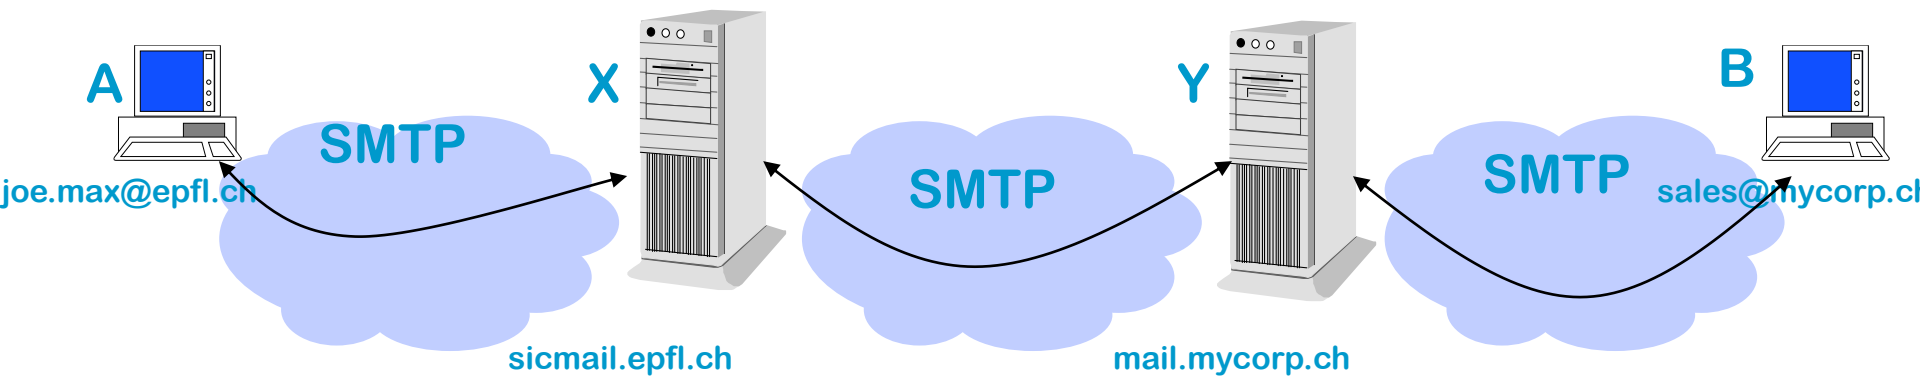 A
X
Y
B
SMTP
SMTP
SMTP
joe.max@epfl.ch
sales@mycorp.ch
sicmail.epfl.ch
mail.mycorp.ch